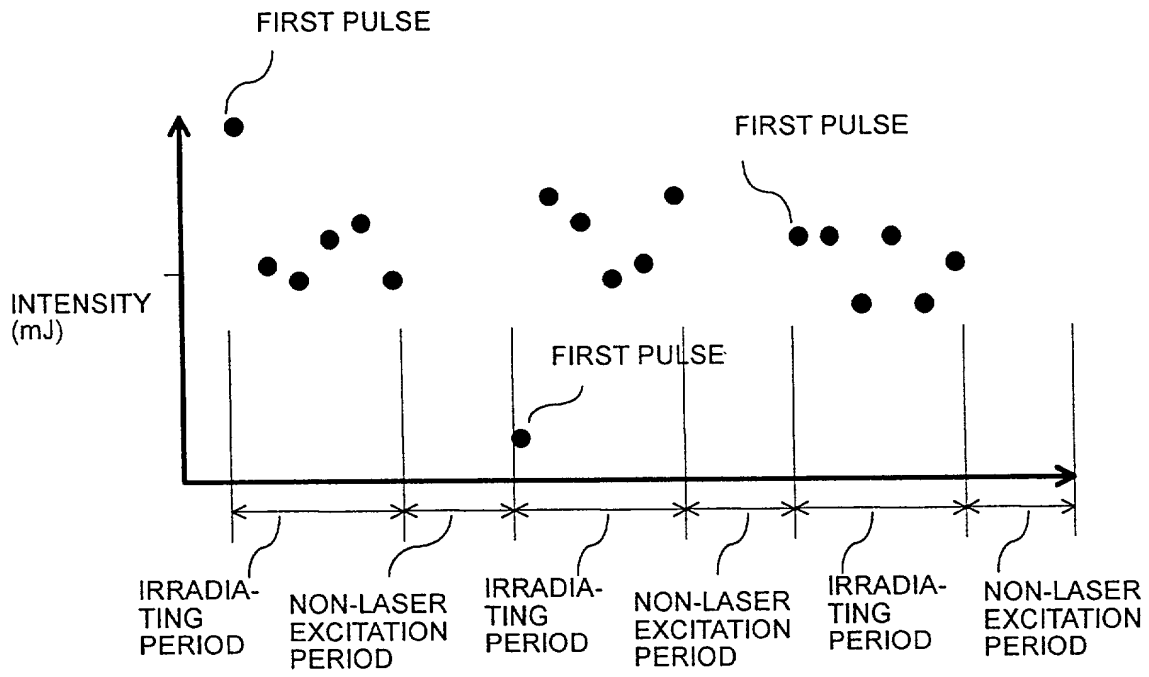 FIRST PULSE
FIRST PULSE
INTENSITY
(mJ)
FIRST PULSE
IRRADIA-
TING
PERIOD
NON-LASER
EXCITATION
PERIOD
IRRADIA-
TING
PERIOD
NON-LASER
EXCITATION
PERIOD
IRRADIA-
TING
PERIOD
NON-LASER
EXCITATION
PERIOD